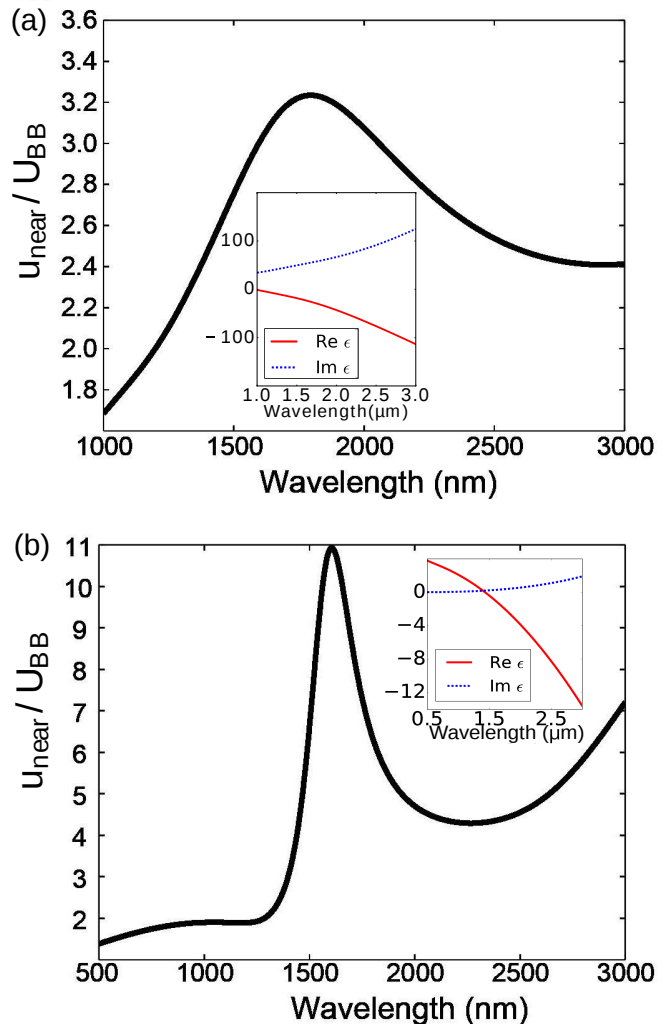 (a)
3.6
3.4
3.2
3.0
2.8
2.6
2.4
2.2
2.0
1.8
u_near / U_BB
1000 1500 2000 2500 3000
Wavelength (nm)
100
0
−100
Re ϵ
Im ϵ
1.0 1.5 2.0 2.5 3.0
Wavelength(μm)
(b)
11
10
9
8
7
6
5
4
3
2
u_near / U_BB
500 1000 1500 2000 2500 3000
Wavelength (nm)
0
−4
−8
−12
Re ϵ
Im ϵ
0.5 1.5 2.5
Wavelength (μm)